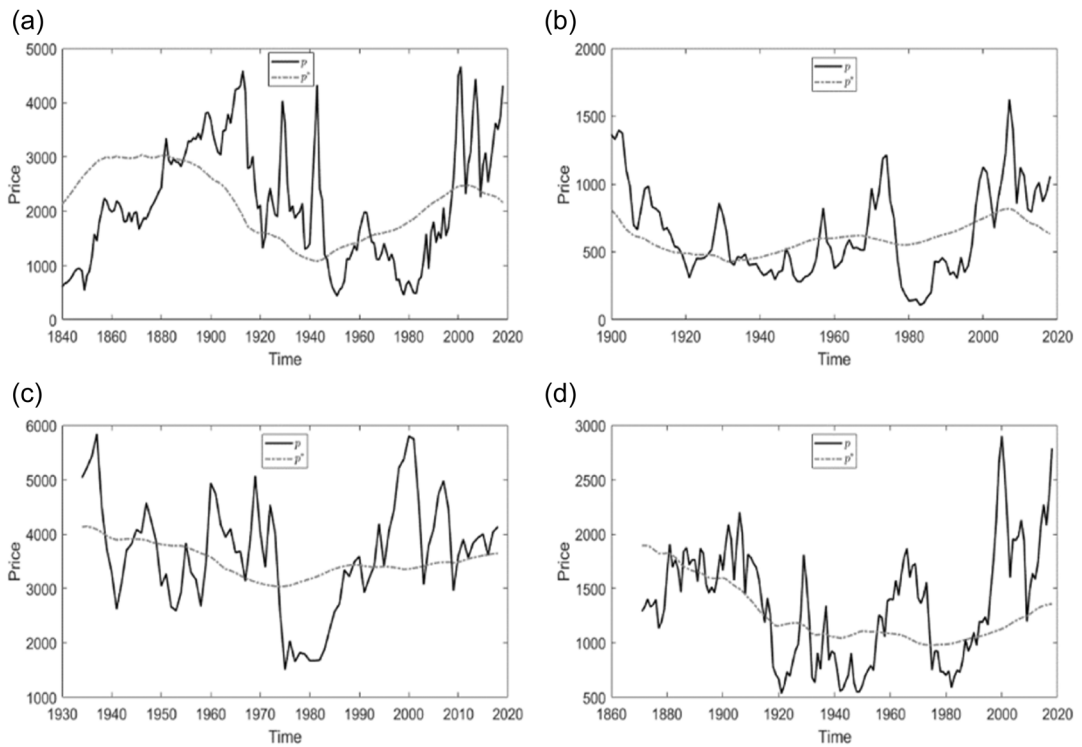 (a)
5000
4000
3000
2000
1000
0
Price
p
p*
1840 1860 1880 1900 1920 1940 1960 1980 2000 2020
Time
(b)
2000
1500
1000
500
0
Price
p
p*
1900 1920 1940 1960 1980 2000 2020
Time
(c)
6000
5000
4000
3000
2000
1000
Price
p
p*
1930 1940 1950 1960 1970 1980 1990 2000 2010 2020
Time
(d)
3000
2500
2000
1500
1000
500
Price
p
p*
1860 1880 1900 1920 1940 1960 1980 2000 2020
Time